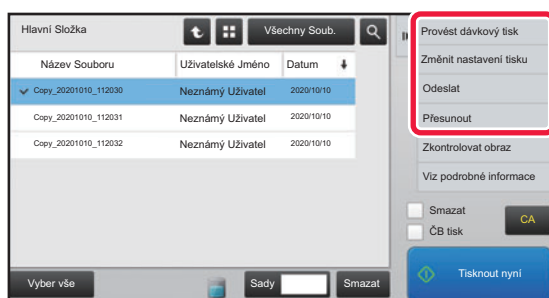 Hlavní Složka
Všechny Soub.
Název Souboru
Uživatelské Jméno
Datum
Copy_20201010_112030
Neznámý Uživatel
2020/10/10
Copy_20201010_112031
Neznámý Uživatel
2020/10/10
Copy_20201010_112032
Neznámý Uživatel
2020/10/10
Vyber vše
Sady
Smazat
Provést dávkový tisk
Změnit nastavení tisku
Odeslat
Přesunout
Zkontrolovat obraz
Viz podrobné informace
Smazat
ČB tisk
CA
Tisknout nyní